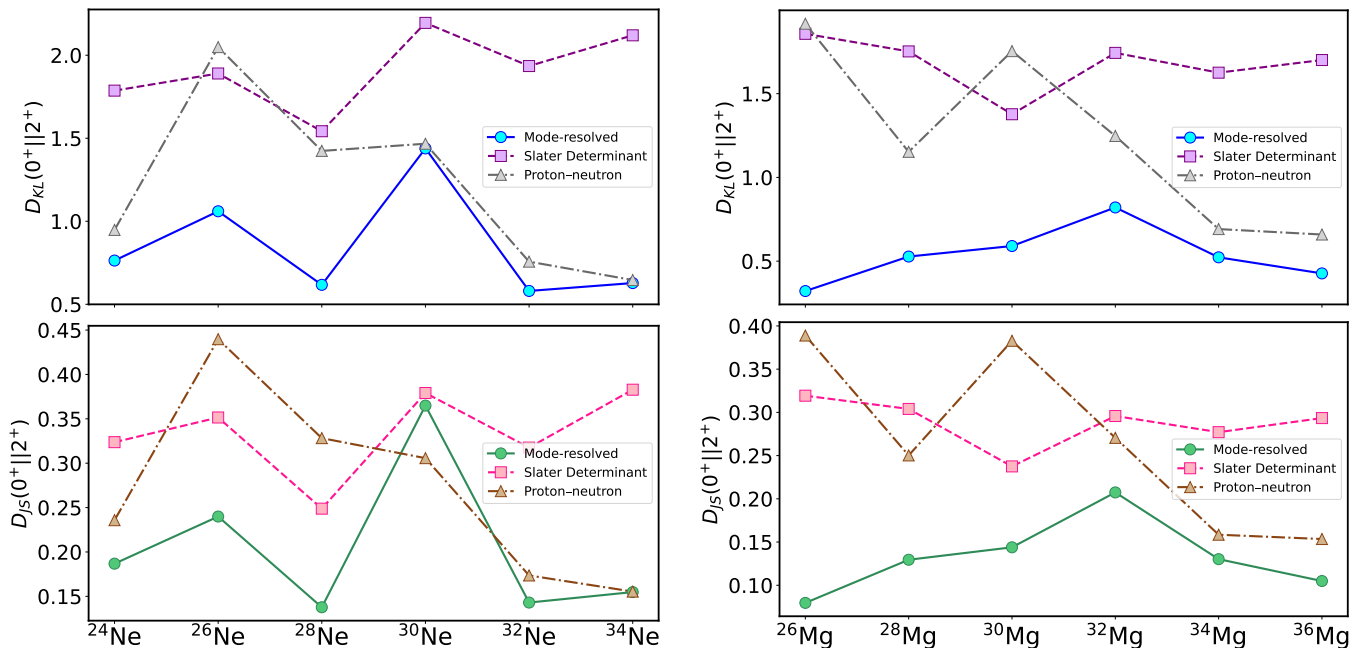 2.0
1.5
1.0
0.5
D_KL(0⁺||2⁺)
Mode-resolved
Slater Determinant
Proton–neutron
1.5
1.0
0.5
D_KL(0⁺||2⁺)
Mode-resolved
Slater Determinant
Proton–neutron
0.45
0.40
0.35
0.30
0.25
0.20
0.15
D_JS(0⁺||2⁺)
Mode-resolved
Slater Determinant
Proton–neutron
²⁴Ne ²⁶Ne ²⁸Ne ³⁰Ne ³²Ne ³⁴Ne
0.40
0.35
0.30
0.25
0.20
0.15
0.10
D_JS(0⁺||2⁺)
Mode-resolved
Slater Determinant
Proton–neutron
²⁶Mg ²⁸Mg ³⁰Mg ³²Mg ³⁴Mg ³⁶Mg